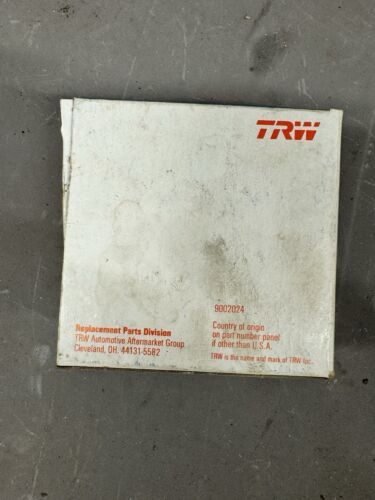 TRW
9002024
Replacement Parts Division
TRW Automotive Aftermarket Group
Cleveland, OH. 44131-5582
Country of origin
on part number panel
if other than U.S.A.
TRW is the name and mark of TRW Inc.